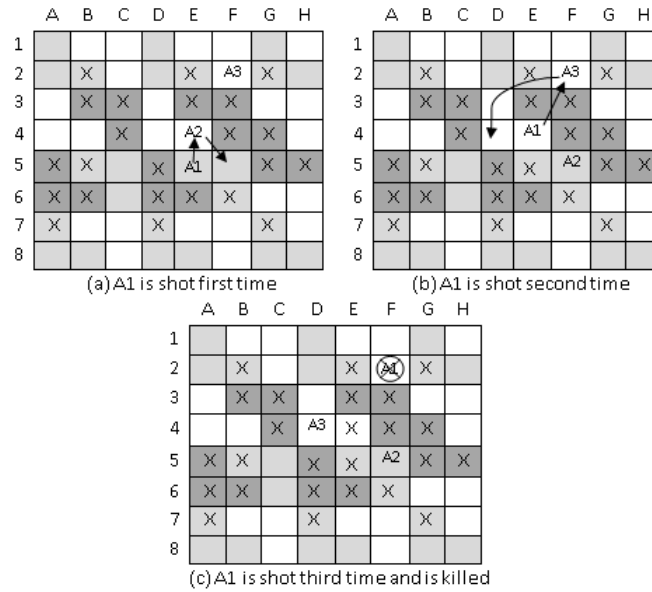 A B C D E F G H
1
2 X X A3 X
3 X X X X
4 X A2 X X
5 X X X A1 X X
6 X X X X X
7 X X X
8
(a) A1 is shot first time
A B C D E F G H
1
2 X X A3 X
3 X X X X
4 X A1 X X
5 X X X X A2 X X
6 X X X X X
7 X X X
8
(b) A1 is shot second time
A B C D E F G H
1
2 X X A1 X
3 X X X X
4 X A3 X X X
5 X X X X A2 X X
6 X X X X X
7 X X X
8
(c) A1 is shot third time and is killed